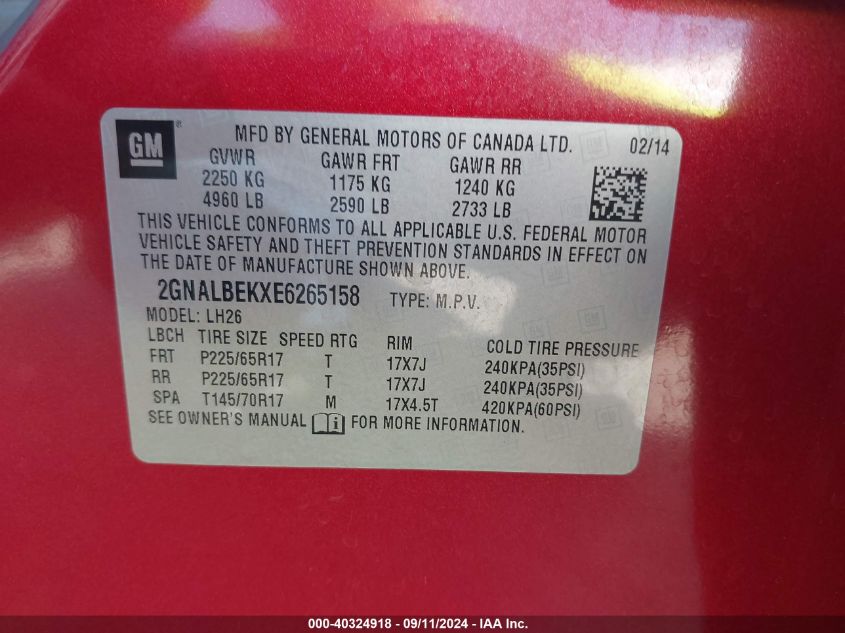 GM ®
MFD BY GENERAL MOTORS OF CANADA LTD. 02/14
GVWR GAWR FRT GAWR RR
2250 KG 1175 KG 1240 KG
4960 LB 2590 LB 2733 LB
THIS VEHICLE CONFORMS TO ALL APPLICABLE U.S. FEDERAL MOTOR
VEHICLE SAFETY AND THEFT PREVENTION STANDARDS IN EFFECT ON
THE DATE OF MANUFACTURE SHOWN ABOVE.
2GNALBEKXE6265158 TYPE: M.P.V.
MODEL: LH26
LBCH TIRE SIZE SPEED RTG RIM COLD TIRE PRESSURE
FRT P225/65R17 T 17X7J 240KPA(35PSI)
RR P225/65R17 T 17X7J 240KPA(35PSI)
SPA T145/70R17 M 17X4.5T 420KPA(60PSI)
SEE OWNER'S MANUAL FOR MORE INFORMATION.
000-40324918 - 09/11/2024 - IAA Inc.